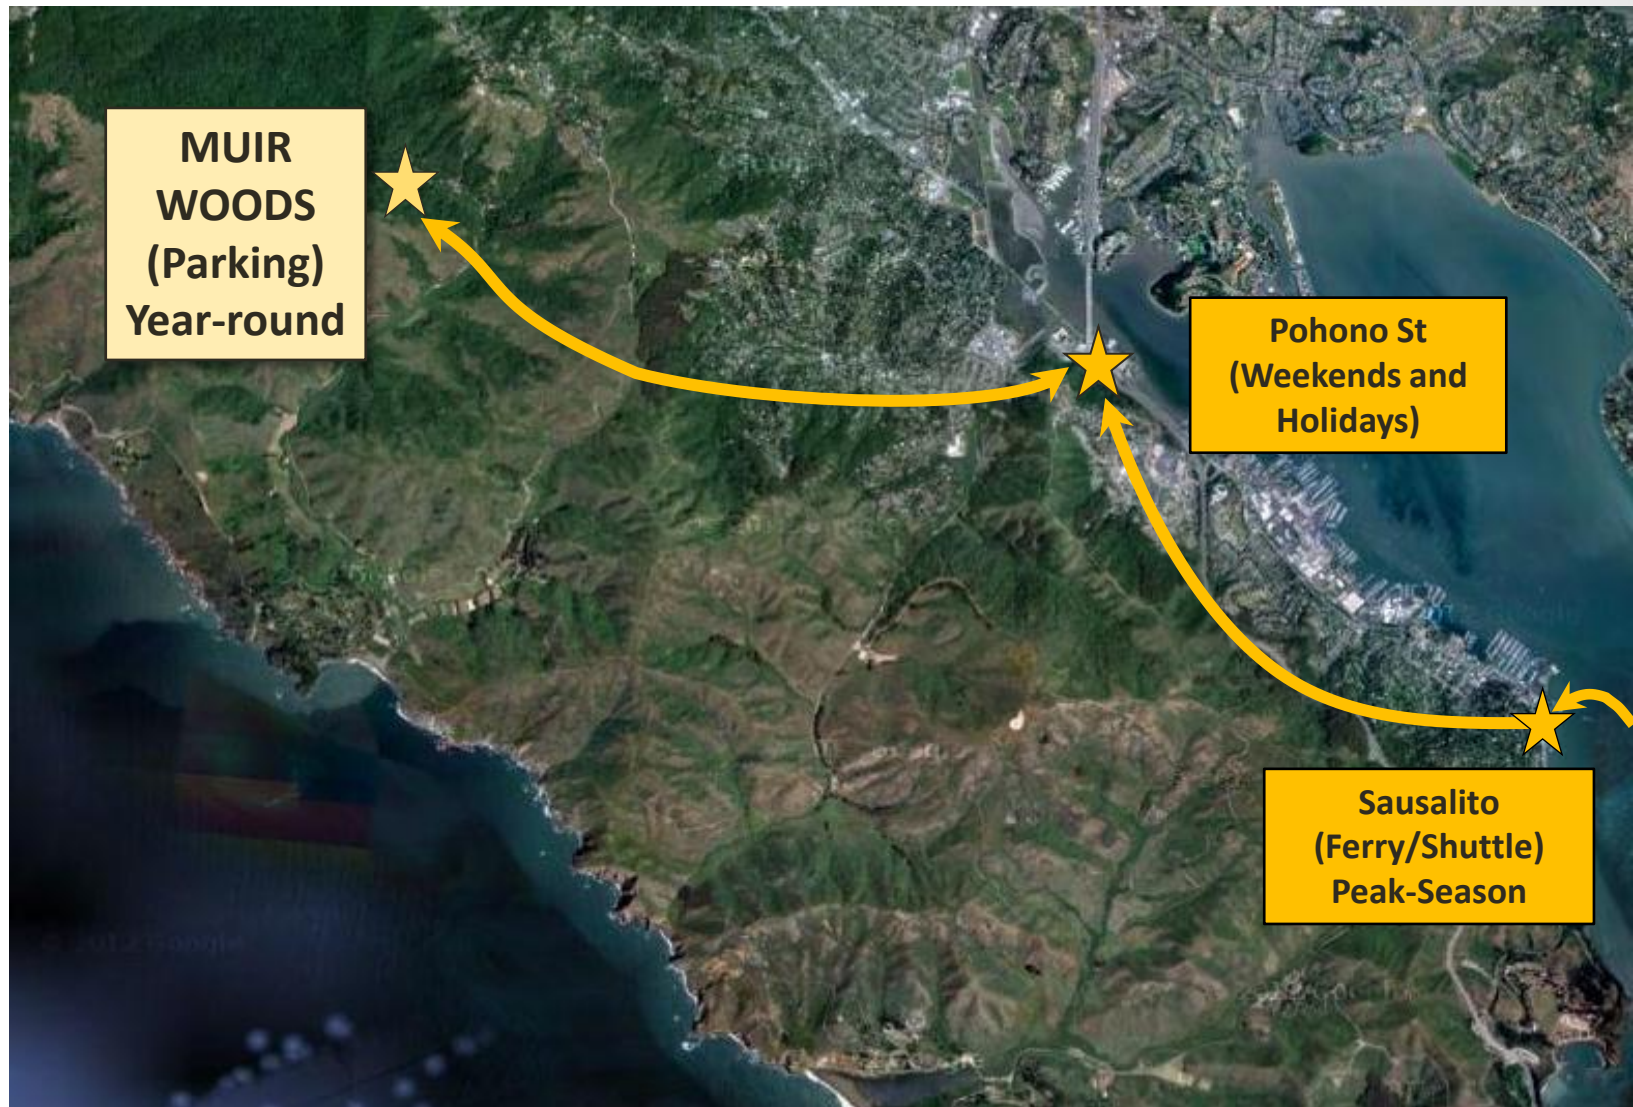 MUIR
WOODS
(Parking)
Year-round
Pohono St
(Weekends and
Holidays)
Sausalito
(Ferry/Shuttle)
Peak-Season